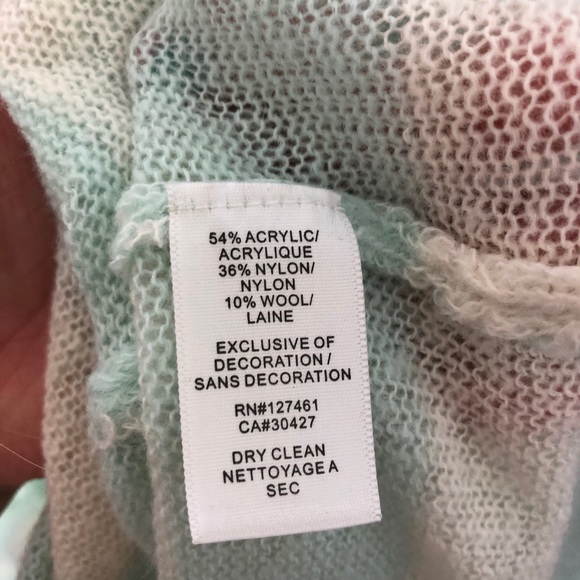 54% ACRYLIC/
ACRYLIQUE
36% NYLON/
NYLON
10% WOOL/
LAINE
EXCLUSIVE OF
DECORATION /
SANS DECORATION
RN#127461
CA#30427
DRY CLEAN
NETTOYAGE A
SEC